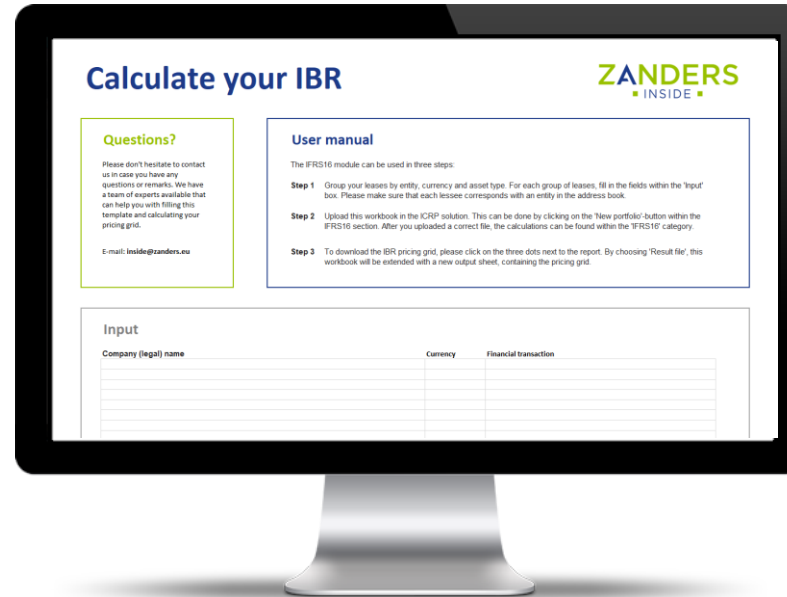 Calculate your IBR
ZANDERS
INSIDE
Questions?
Please don't hesitate to contact
us in case you have any
questions or remarks. We have
a team of experts available that
can help you with filling this
template and calculating your
pricing grid.
E-mail: inside@zanders.eu
User manual
The IFRS16 module can be used in three steps:
Step 1 Group your leases by entity, currency and asset type. For each group of leases, fill in the fields within the 'Input'
box. Please make sure that each lessee corresponds with an entity in the address book.
Step 2 Upload this workbook in the ICRP solution. This can be done by clicking on the 'New portfolio'-button within the
IFRS16 section. After you uploaded a correct file, the calculations can be found within the 'IFRS16' category.
Step 3 To download the IBR pricing grid, please click on the three dots next to the report. By choosing 'Result file', this
workbook will be extended with a new output sheet, containing the pricing grid.
Input
Company (legal) name Currency Financial transaction